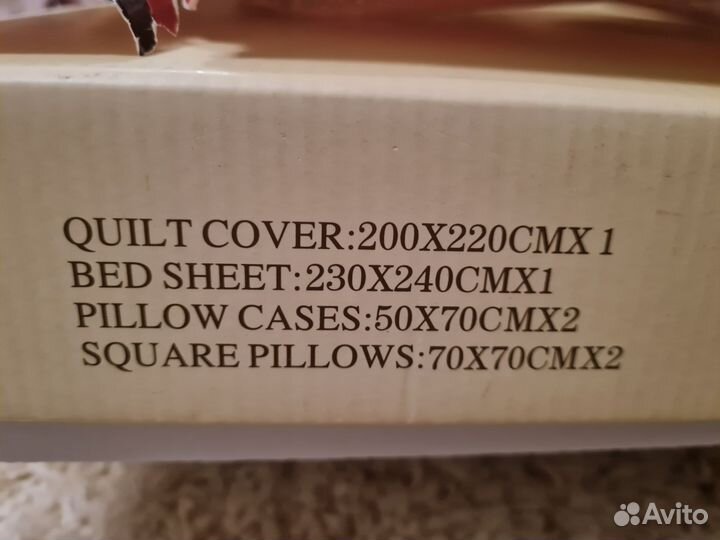 QUILT COVER:200X220CMX 1
BED SHEET:230X240CMX1
PILLOW CASES:50X70CMX2
SQUARE PILLOWS:70X70CMX2
Avito